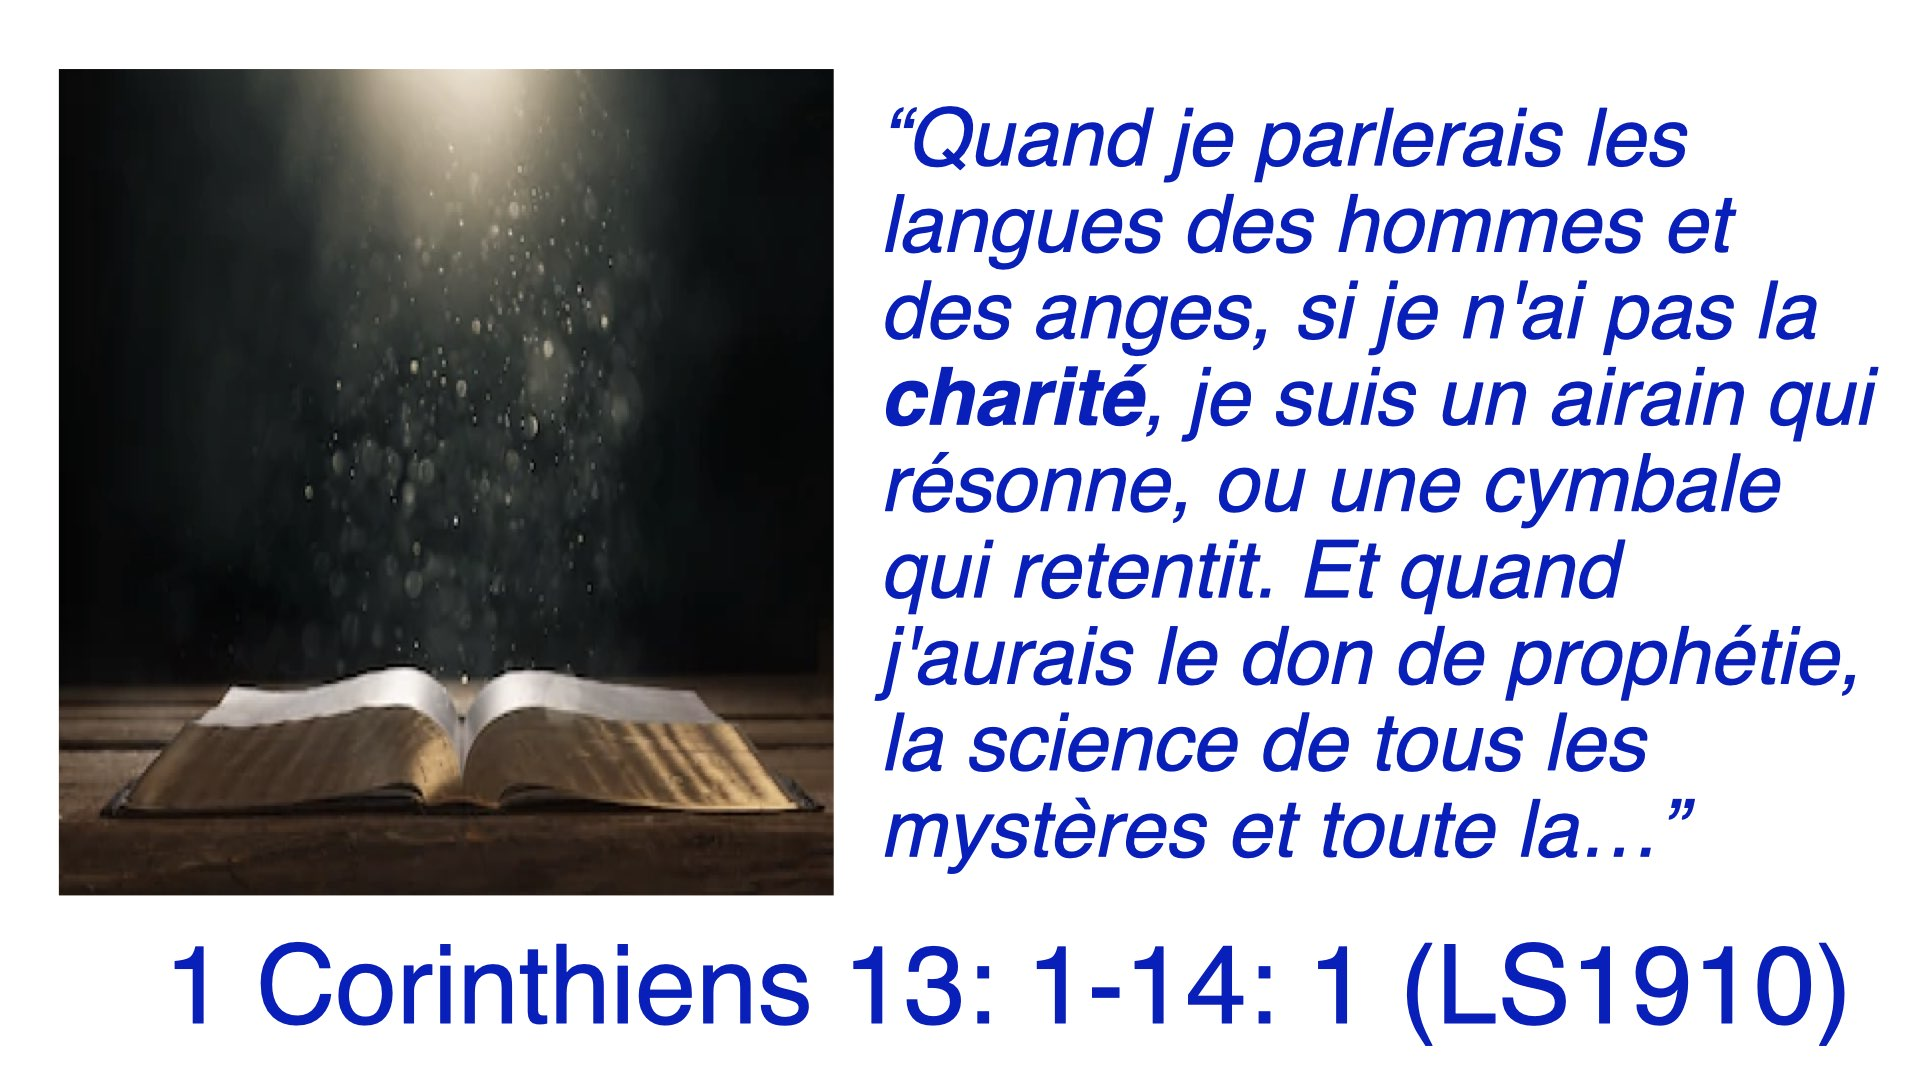 “Quand je parlerais les
langues des hommes et
des anges, si je n'ai pas la
charité, je suis un airain qui
résonne, ou une cymbale
qui retentit. Et quand
j'aurais le don de prophétie,
la science de tous les
mystères et toute la…”
1 Corinthiens 13: 1-14: 1 (LS1910)